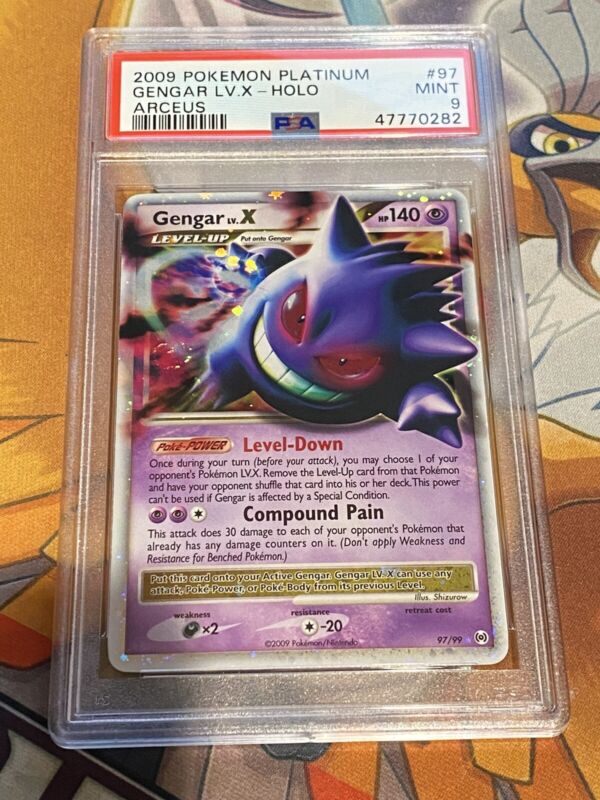 2009 POKEMON PLATINUM #97
GENGAR LV.X - HOLO MINT
ARCEUS 9
PSA 47770282
Gengar LV.X HP 140
LEVEL-UP Put onto Gengar
Poké-POWER Level-Down
Once during your turn (before your attack), you may choose 1 of your
opponent's Pokémon LV.X. Remove the Level-Up card from that Pokémon
and have your opponent shuffle that card into his or her deck. This power
can't be used if Gengar is affected by a Special Condition.
Compound Pain
This attack does 30 damage to each of your opponent's Pokémon that
already has any damage counters on it. (Don't apply Weakness and
Resistance for Benched Pokémon.)
Put this card onto your Active Gengar. Gengar LV.X can use any
attack, Poké-Power, or Poké-Body from its previous Level.
Illus. Shizurow
weakness resistance retreat cost
×2 -20
©2009 Pokémon/Nintendo 97/99